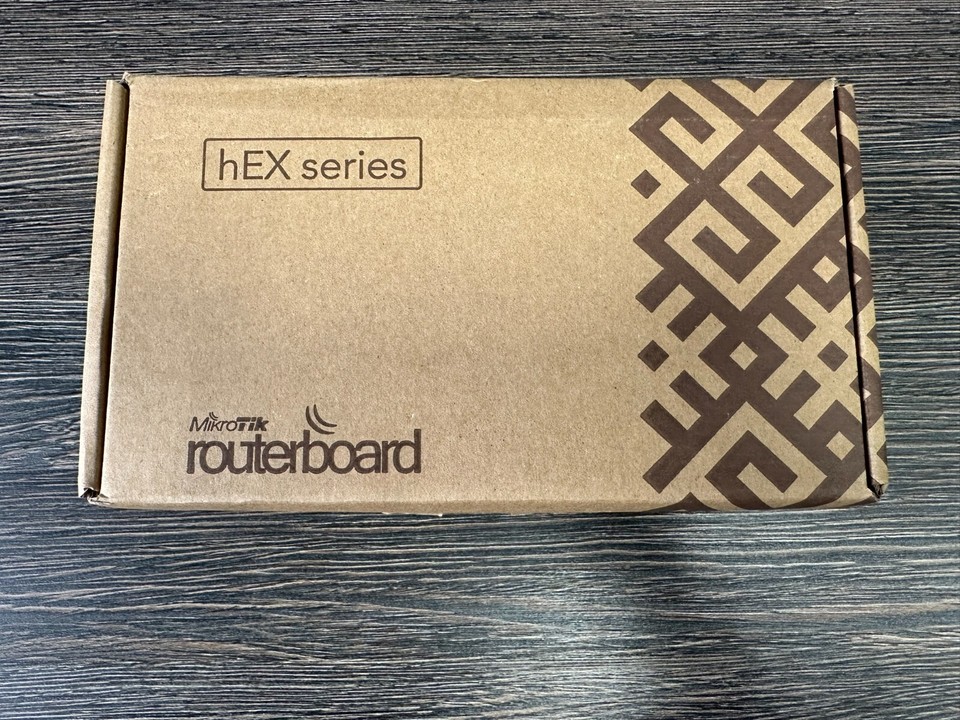 hEX series
MikroTik
routerboard